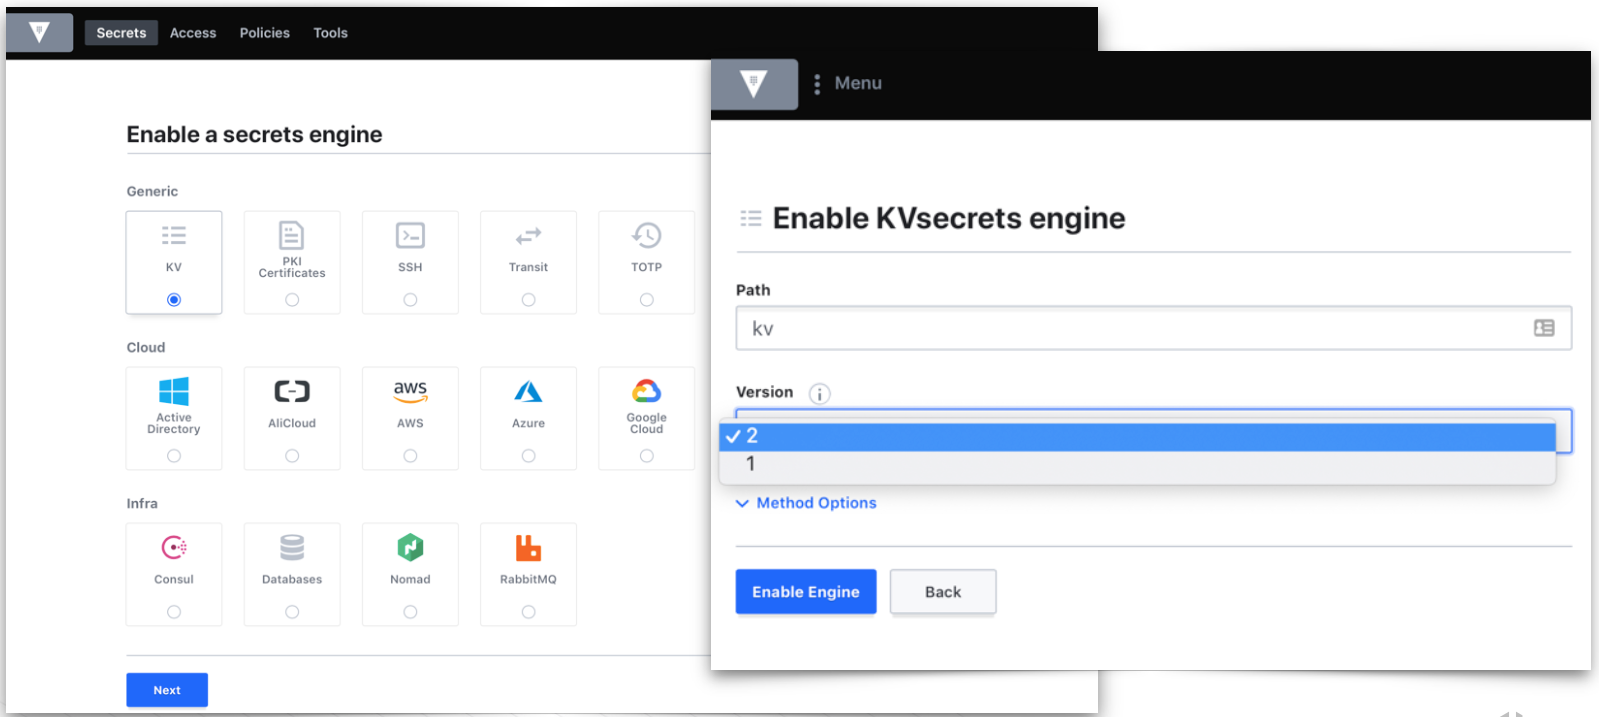 Secrets Access Policies Tools
Enable a secrets engine
Generic
KV
PKI
Certificates
SSH
Transit
TOTP
Cloud
Active
Directory
AliCloud
aws
AWS
Azure
Google
Cloud
Infra
Consul
Databases
Nomad
RabbitMQ
Next
Menu
Enable KVsecrets engine
Path
kv
Version i
2
1
Method Options
Enable Engine Back